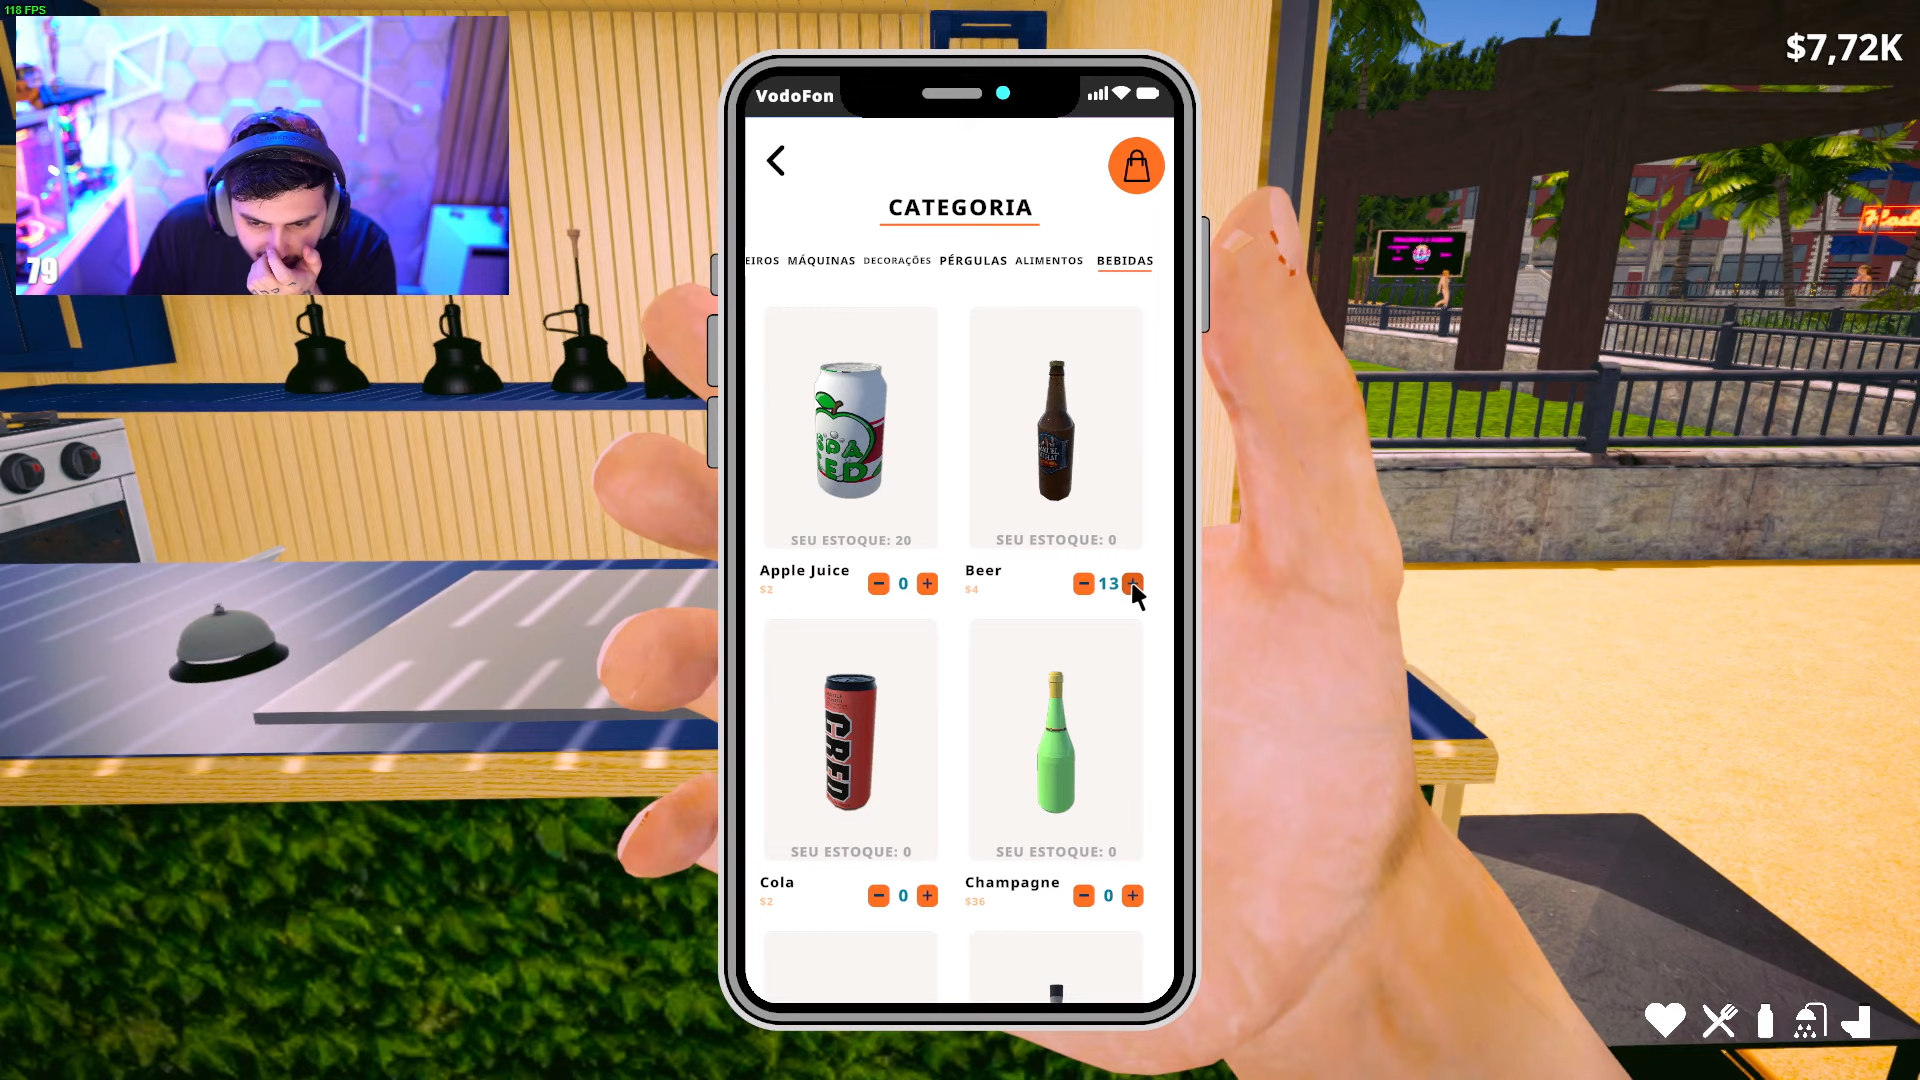 118 FPS
79
$7,72K
VodoFon
CATEGORIA
EIROS MÁQUINAS DECORAÇÕES PÉRGULAS ALIMENTOS BEBIDAS
SEU ESTOQUE: 20
SEU ESTOQUE: 0
Apple Juice
$2
- 0 +
Beer
$4
- 13 +
SEU ESTOQUE: 0
SEU ESTOQUE: 0
Cola
$2
- 0 +
Champagne
$36
- 0 +